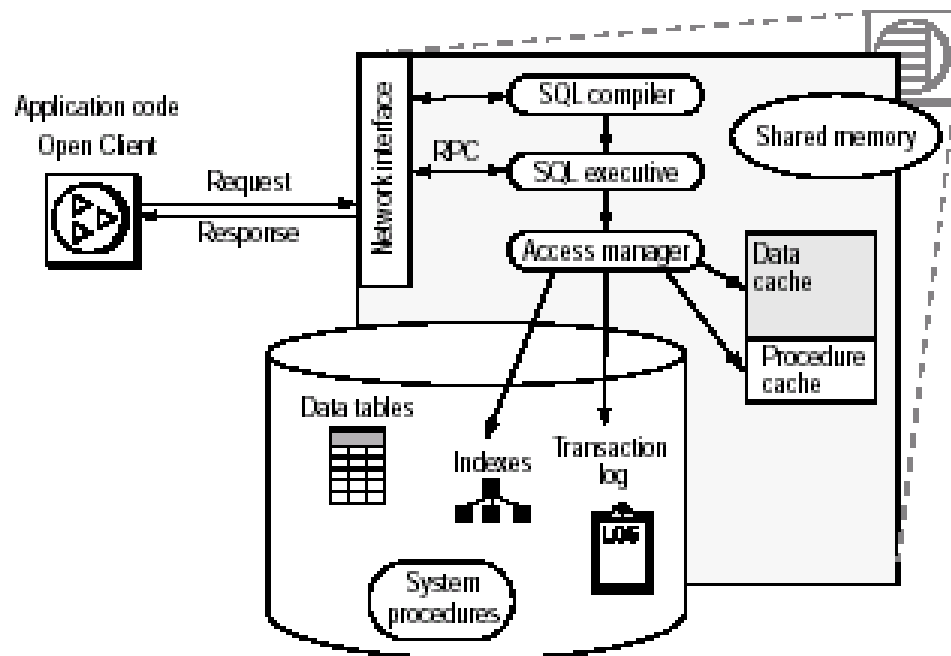 Application code
Open Client
Request
Response
Network interface
RPC
SQL compiler
SQL executive
Access manager
Shared memory
Data
cache
Procedure
cache
Data tables
Indexes
Transaction
log
LOG
System
procedures